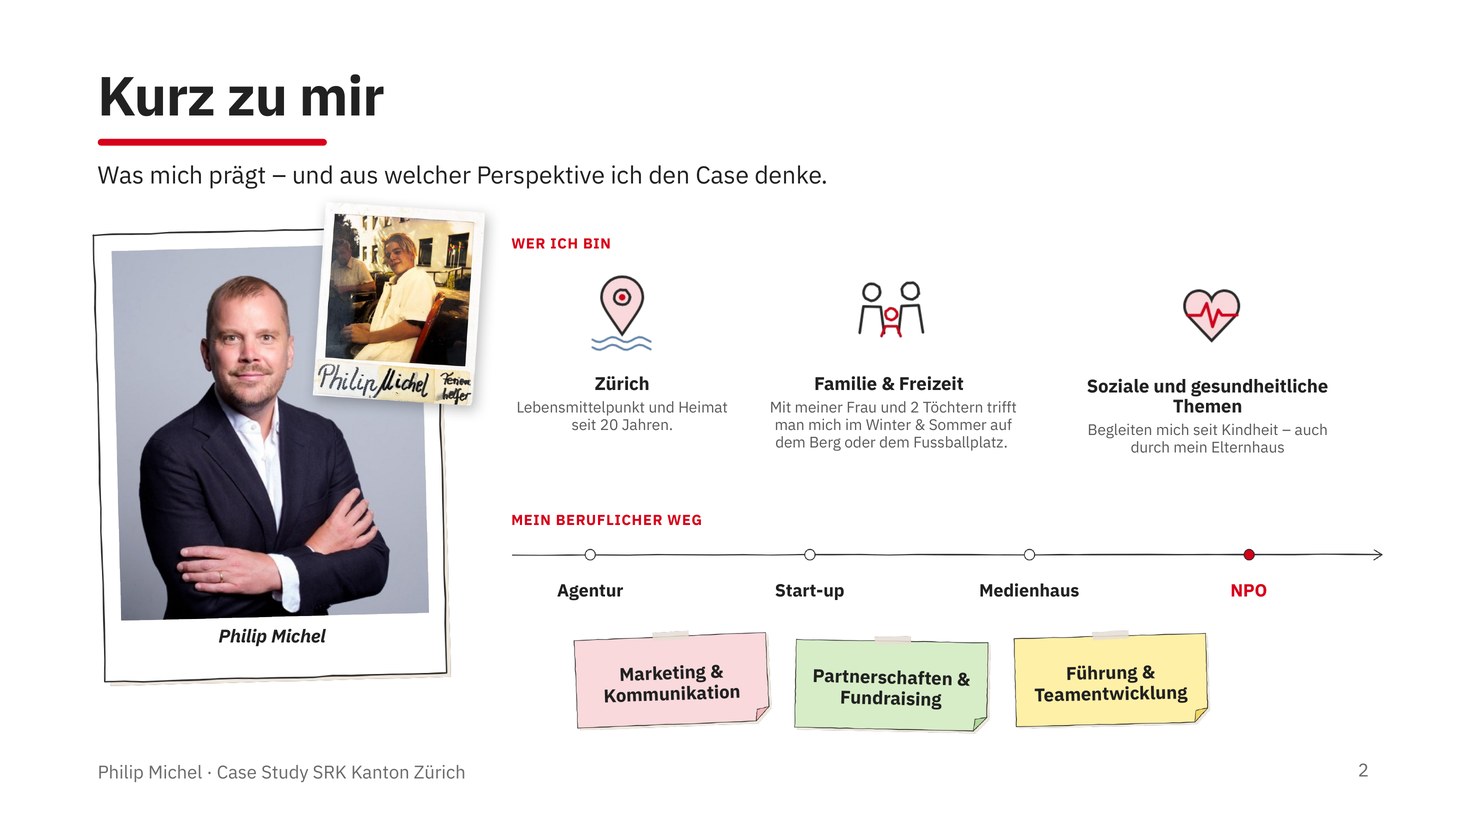 Kurz zu mir
Was mich prägt – und aus welcher Perspektive ich den Case denke.
Philip Michel
Ferien
helfer
Philip Michel
WER ICH BIN
Zürich
Lebensmittelpunkt und Heimat
seit 20 Jahren.
Familie & Freizeit
Mit meiner Frau und 2 Töchtern trifft
man mich im Winter & Sommer auf
dem Berg oder dem Fussballplatz.
Soziale und gesundheitliche
Themen
Begleiten mich seit Kindheit – auch
durch mein Elternhaus
MEIN BERUFLICHER WEG
Agentur
Start-up
Medienhaus
NPO
Marketing &
Kommunikation
Partnerschaften &
Fundraising
Führung &
Teamentwicklung
Philip Michel · Case Study SRK Kanton Zürich
2